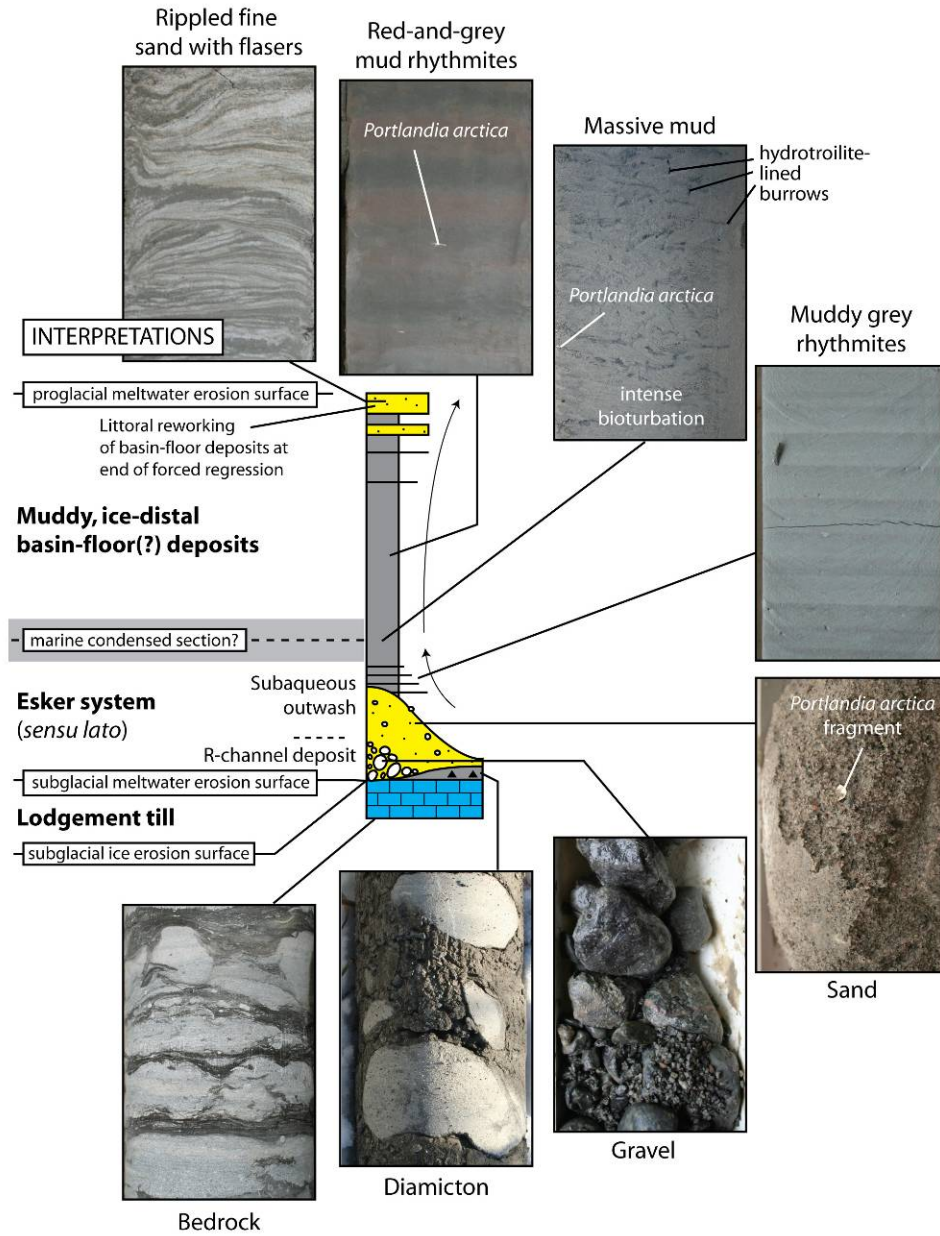 Rippled fine
sand with flasers
Red-and-grey
mud rhythmites
Portlandia arctica
Massive mud
hydrotroilite-
lined
burrows
Portlandia arctica
intense
bioturbation
Muddy grey
rhythmites
INTERPRETATIONS
proglacial meltwater erosion surface
Littoral reworking
of basin-floor deposits at
end of forced regression
Muddy, ice-distal
basin-floor(?) deposits
marine condensed section?
Subaqueous
outwash
Esker system
(sensu lato)
R-channel deposit
subglacial meltwater erosion surface
Lodgement till
subglacial ice erosion surface
Portlandia arctica
fragment
Sand
Gravel
Diamicton
Bedrock